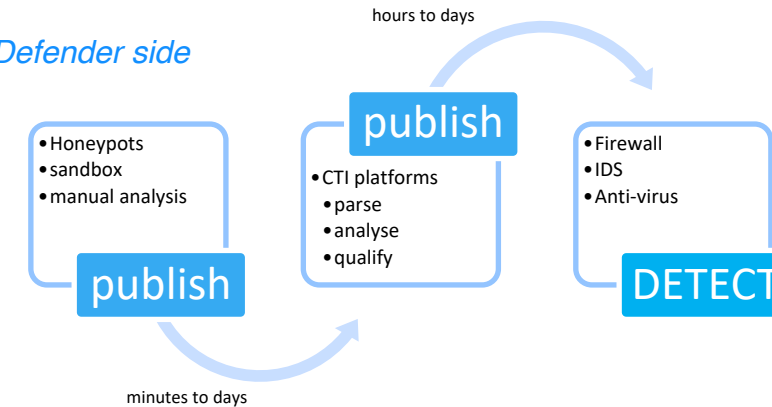 hours to days
Defender side
publish
•Honeypots
•sandbox
•manual analysis
publish
•CTI platforms
•parse
•analyse
•qualify
•Firewall
•IDS
•Anti-virus
DETECT
minutes to days